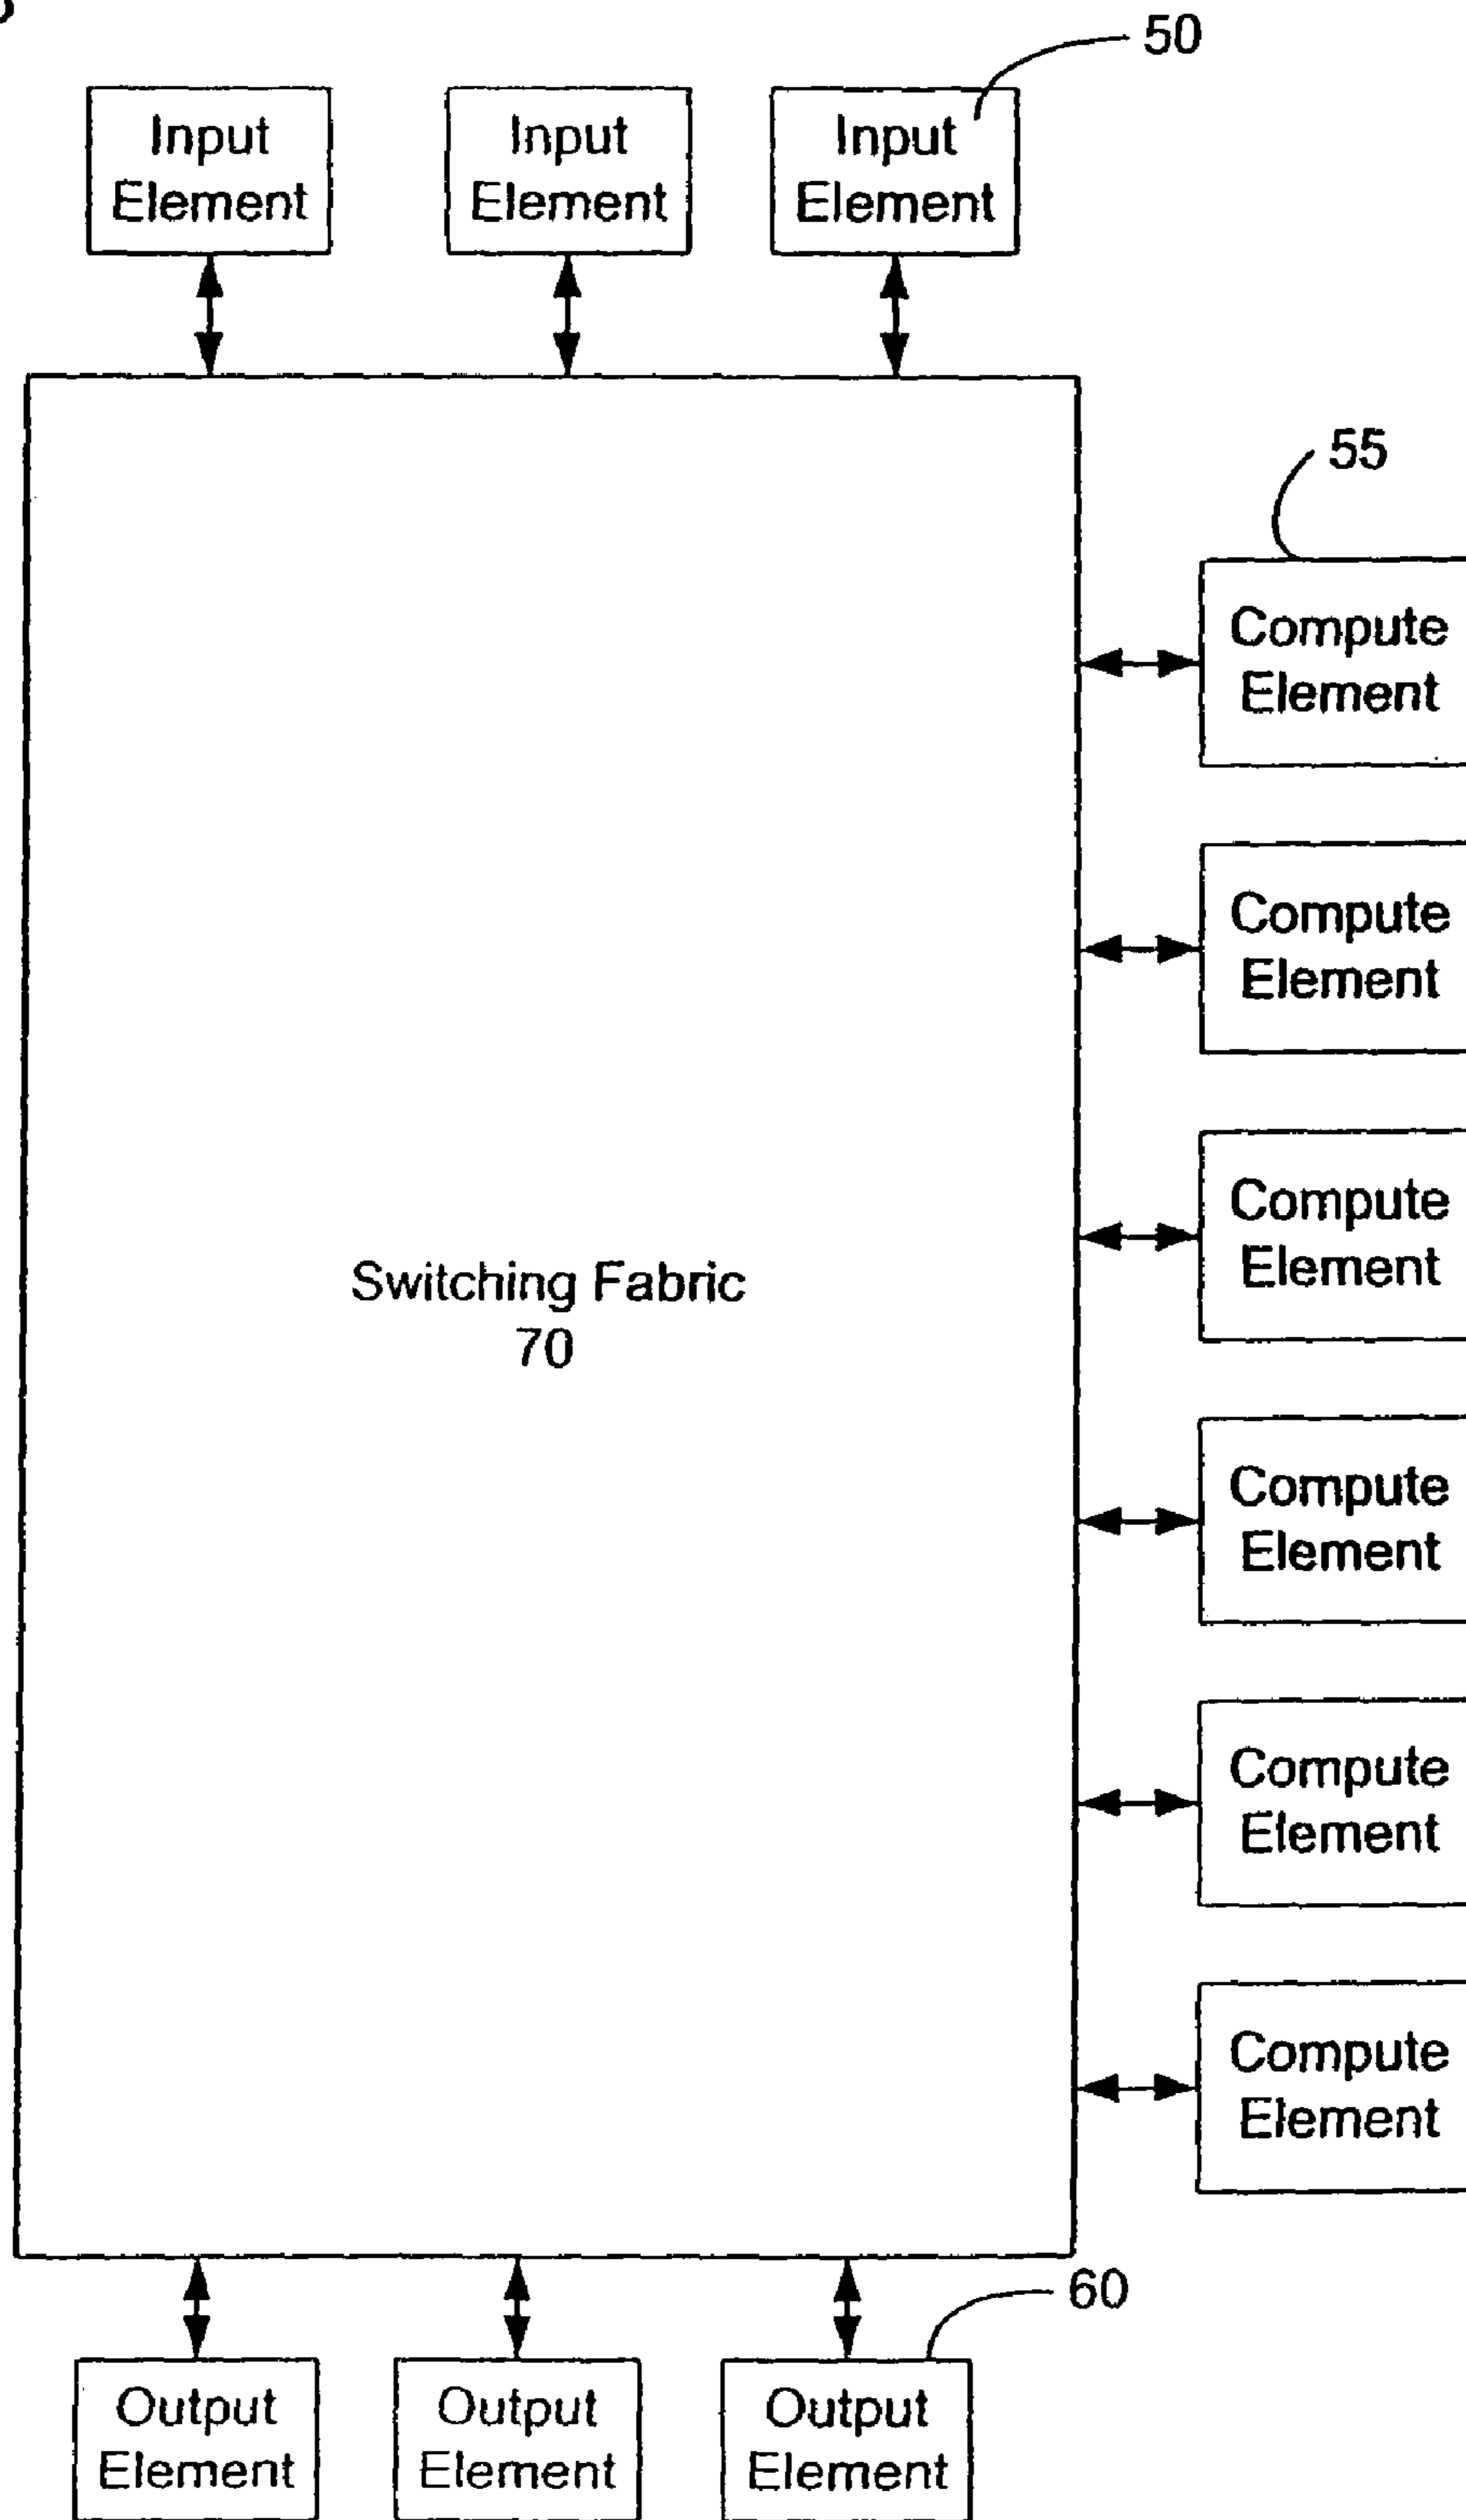 50
Input
Element
Input
Element
Input
Element
55
Compute
Element
Compute
Element
Compute
Element
Switching Fabric
70
Compute
Element
Compute
Element
Compute
Element
60
Output
Element
Output
Element
Output
Element